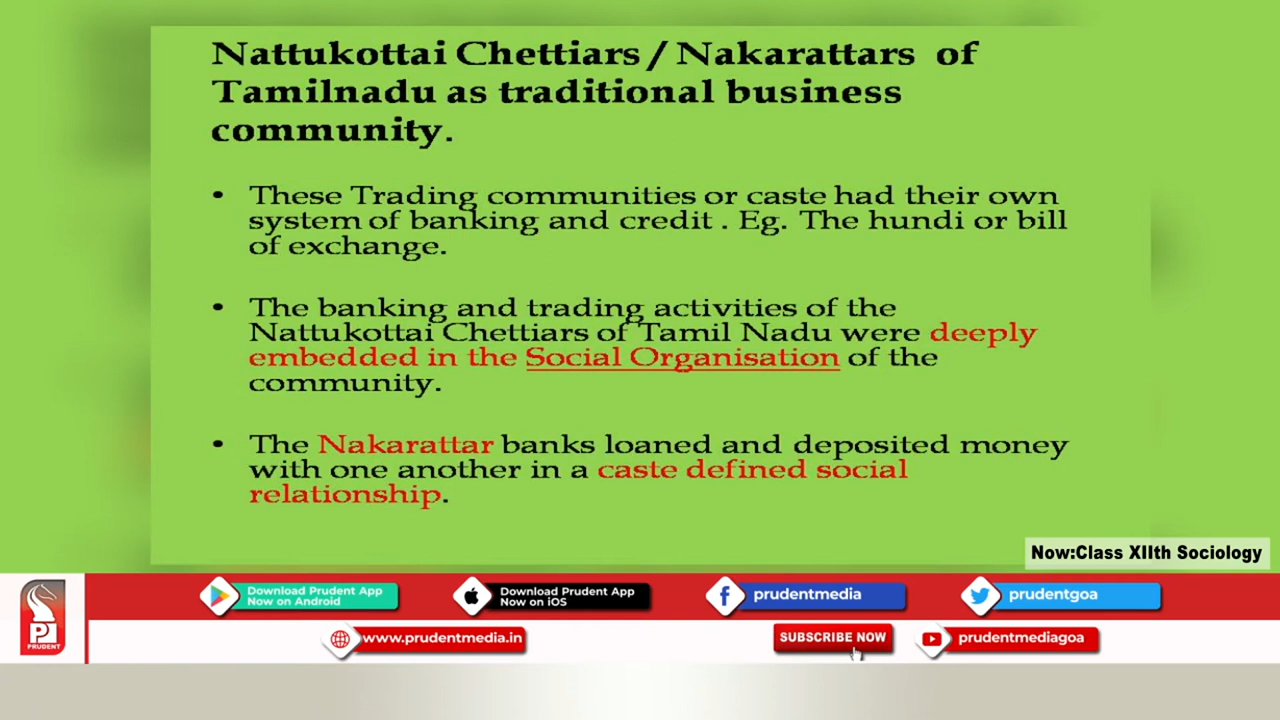 Nattukottai Chettiars / Nakarattars of
Tamilnadu as traditional business
community.
• These Trading communities or caste had their own
system of banking and credit . Eg. The hundi or bill
of exchange.
• The banking and trading activities of the
Nattukottai Chettiars of Tamil Nadu were deeply
embedded in the Social Organisation of the
community.
• The Nakarattar banks loaned and deposited money
with one another in a caste defined social
relationship.
Now:Class XIIth Sociology
Download Prudent App
Now on Android
Download Prudent App
Now on iOS
prudentmedia
prudentgoa
PRUDENT
www.prudentmedia.in
SUBSCRIBE NOW
prudentmediagoa